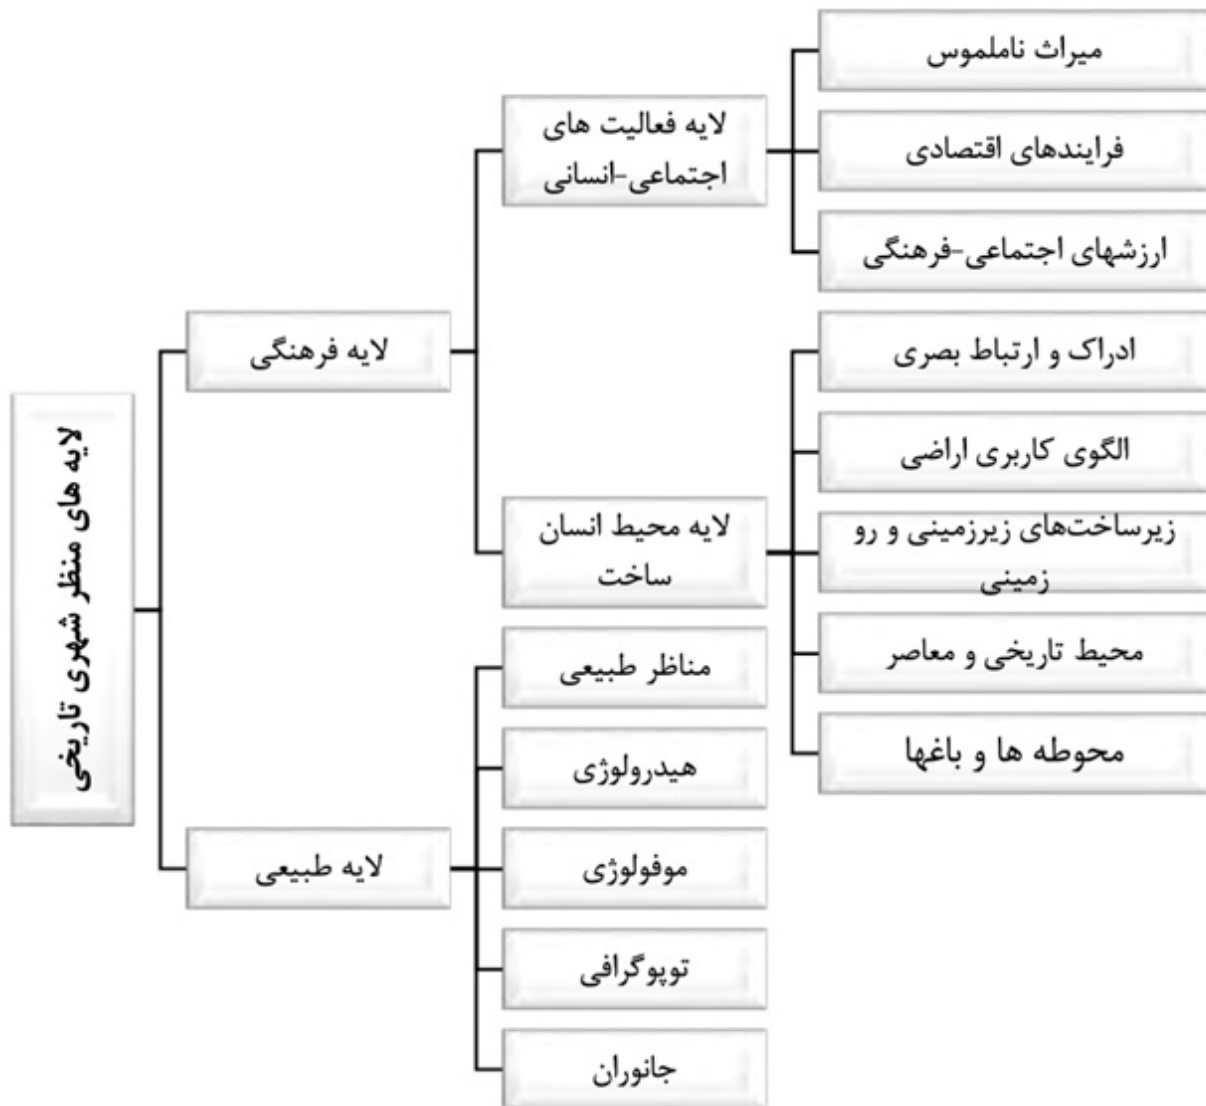 لایه های منظر شهری تاریخی
لایه فرهنگی
لایه فعالیت های
اجتماعی-انسانی
میراث ناملموس
فرایندهای اقتصادی
ارزشهای اجتماعی-فرهنگی
لایه محیط انسان
ساخت
ادراک و ارتباط بصری
الگوی کاربری اراضی
زیرساخت‌های زیرزمینی و رو
زمینی
محیط تاریخی و معاصر
محوطه ها و باغها
لایه طبیعی
مناظر طبیعی
هیدرولوژی
موفولوژی
توپوگرافی
جانوران